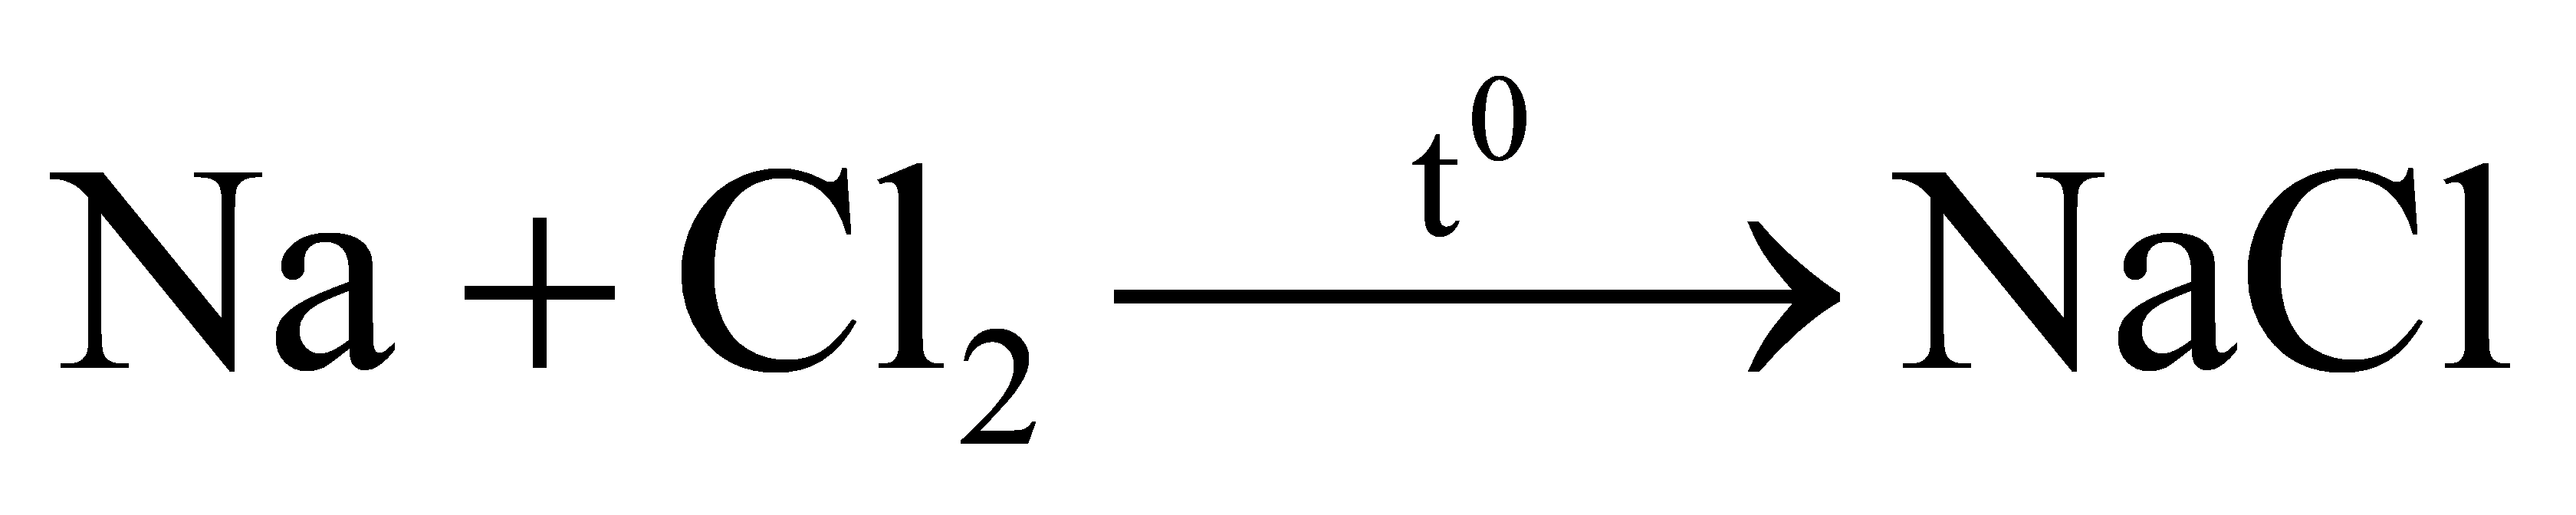 Na + Cl₂ ⟶ t⁰ NaCl